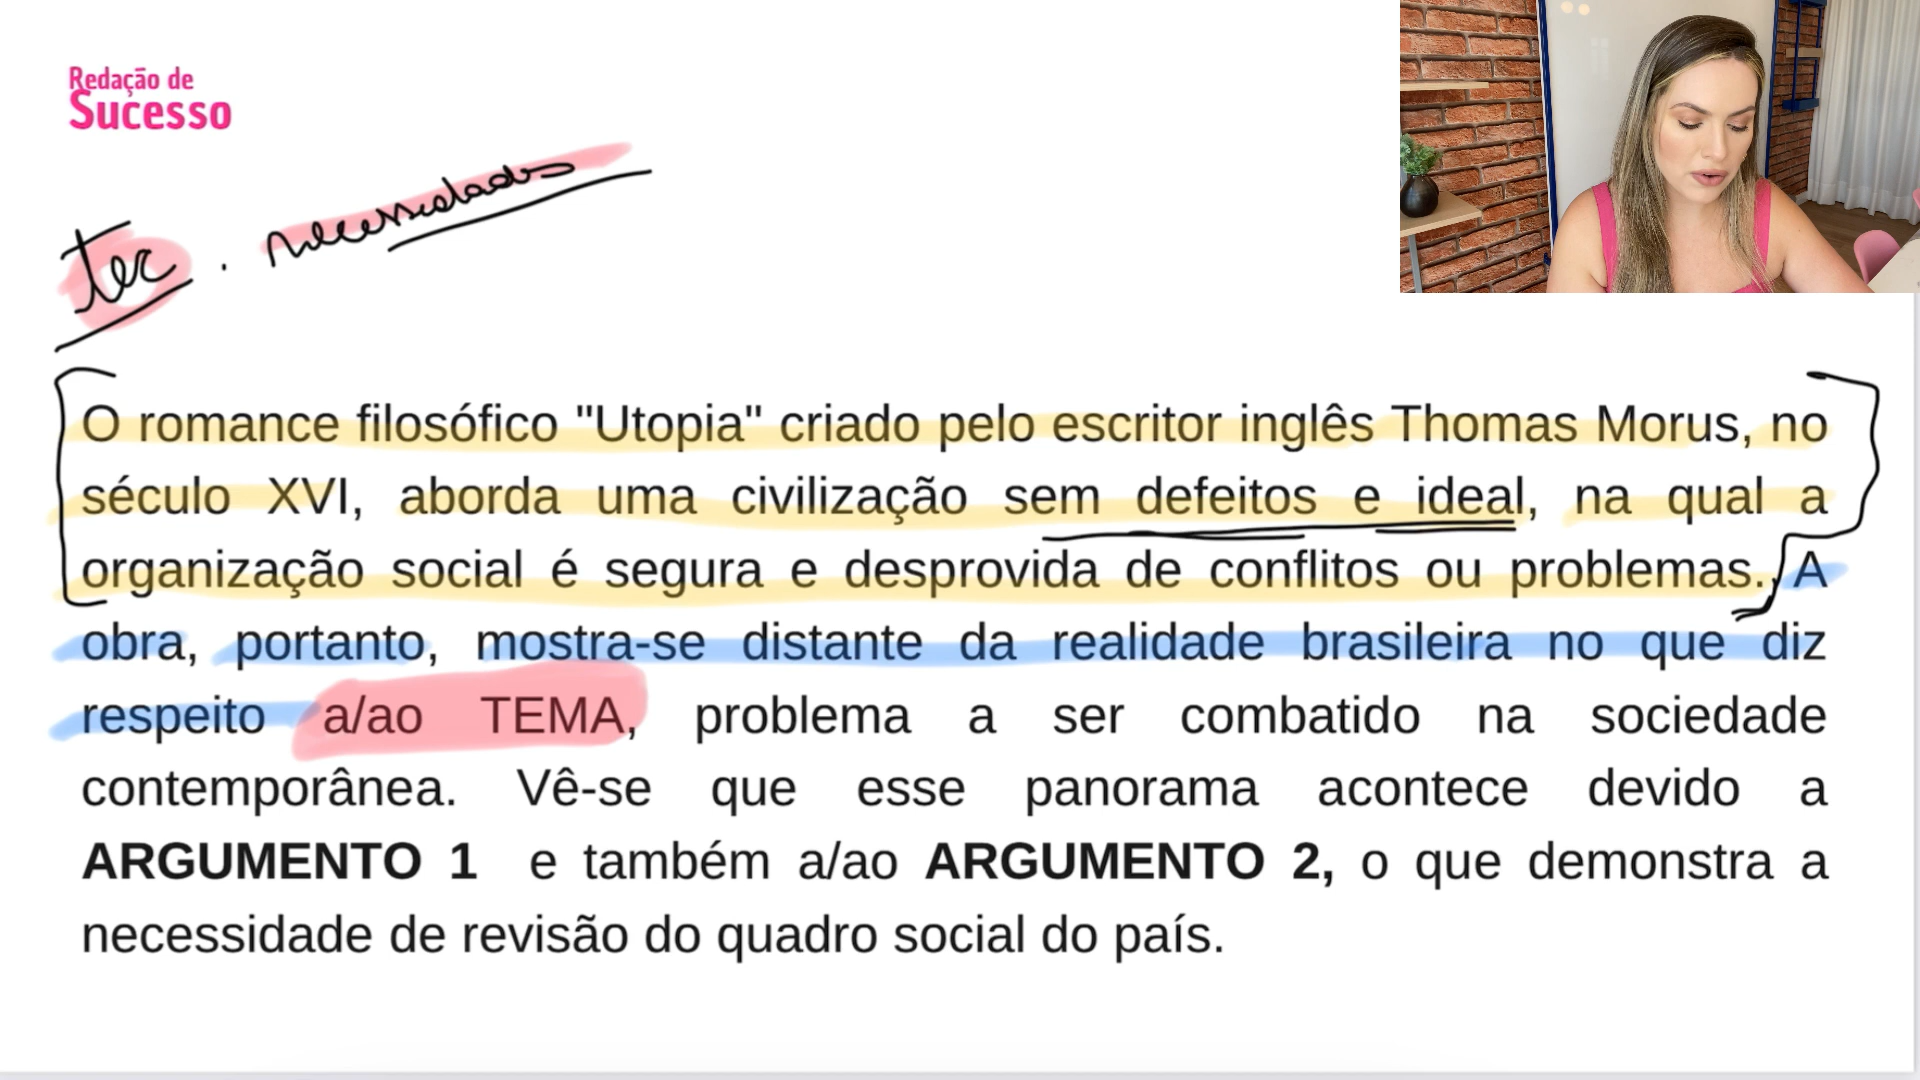 Redação de
Sucesso
ter . necessidades
O romance filosófico "Utopia" criado pelo escritor inglês Thomas Morus, no
século XVI, aborda uma civilização sem defeitos e ideal, na qual a
organização social é segura e desprovida de conflitos ou problemas. A
obra, portanto, mostra-se distante da realidade brasileira no que diz
respeito a/ao TEMA, problema a ser combatido na sociedade
contemporânea. Vê-se que esse panorama acontece devido a
ARGUMENTO 1 e também a/ao ARGUMENTO 2, o que demonstra a
necessidade de revisão do quadro social do país.